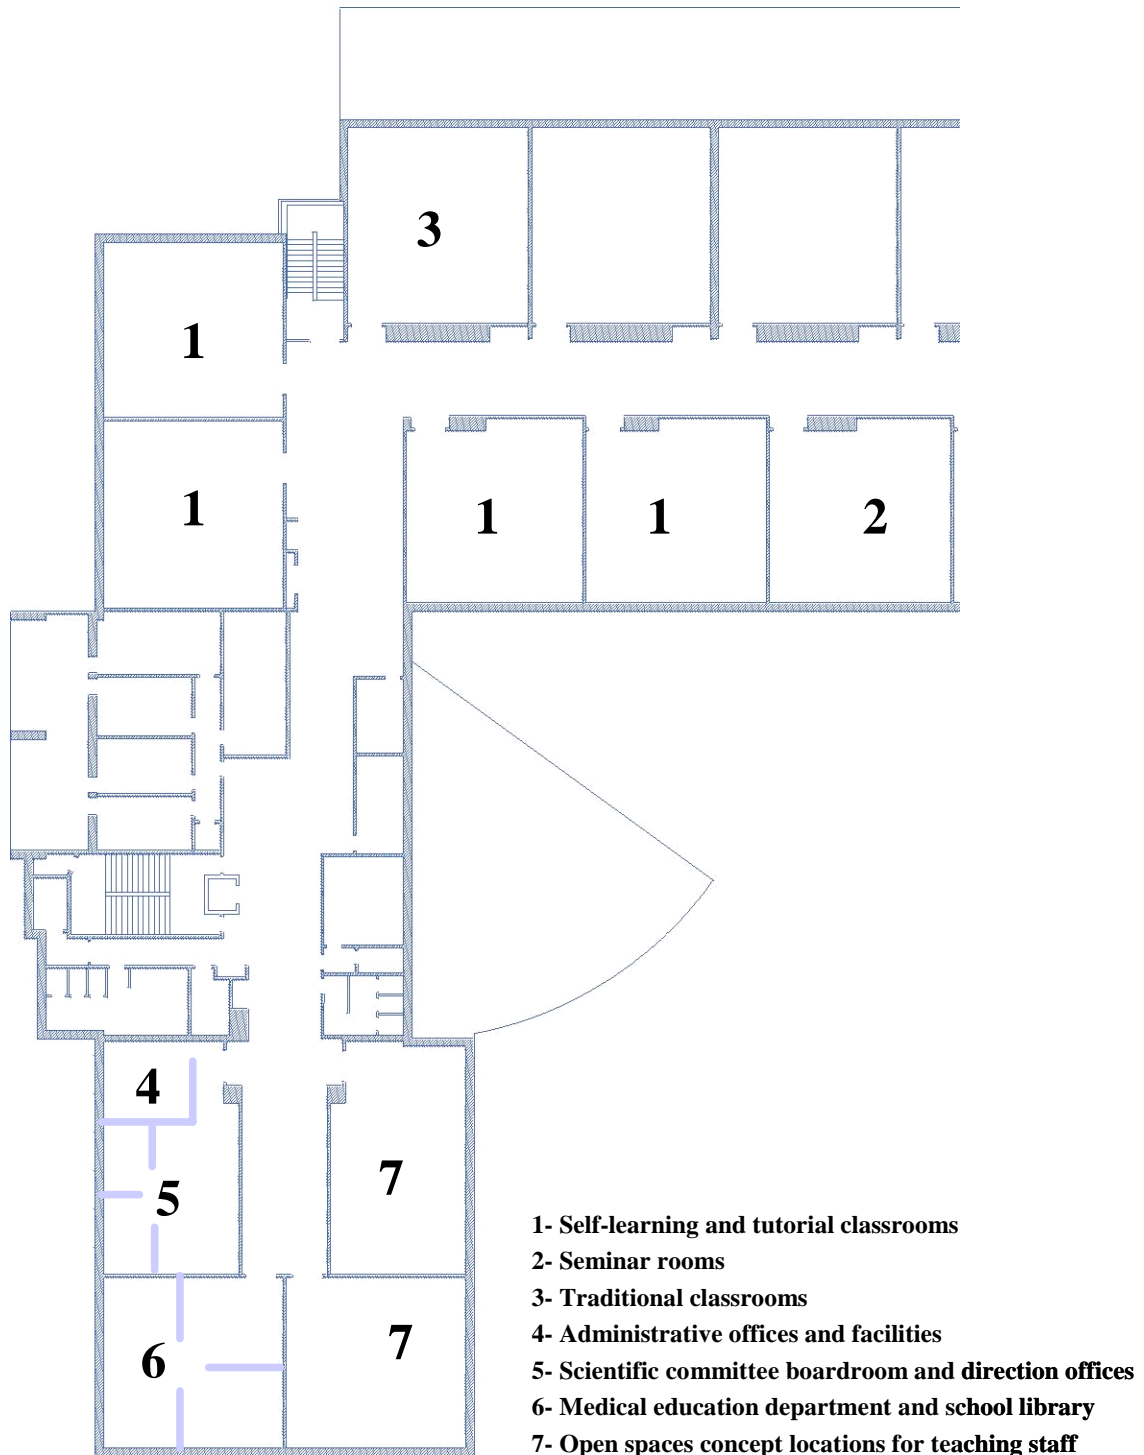 3
1
1
1
1
2
4
5
7
6
7
1- Self-learning and tutorial classrooms
2- Seminar rooms
3- Traditional classrooms
4- Administrative offices and facilities
5- Scientific committee boardroom and direction offices
6- Medical education department and school library
7- Open spaces concept locations for teaching staff